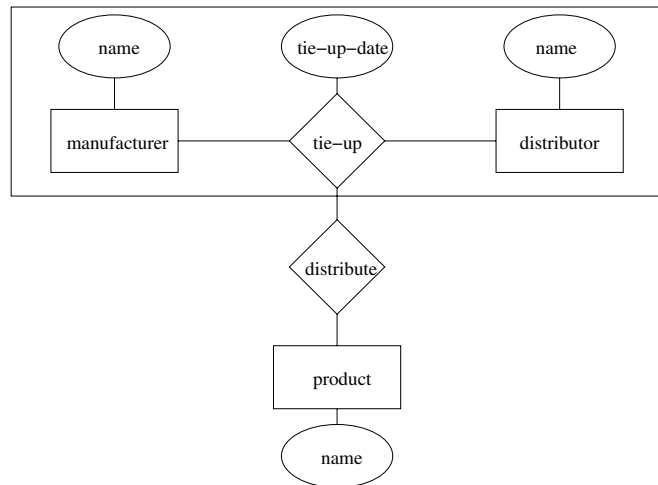 name
tie−up−date
name
manufacturer
tie−up
distributor
distribute
product
name